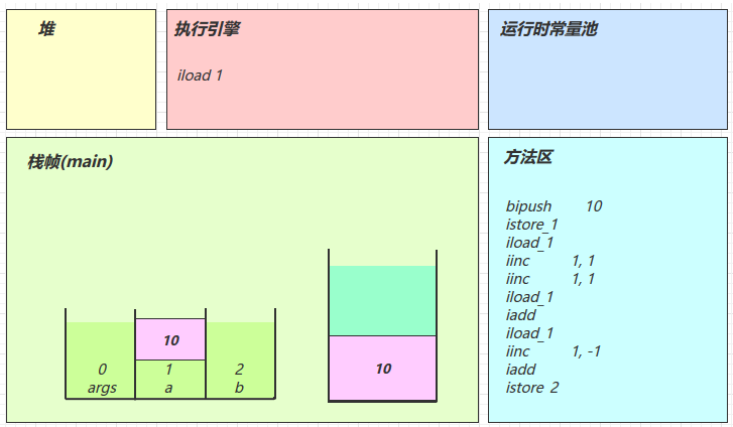 堆
执行引擎
iload 1
运行时常量池
栈帧(main)
10
0 1 2
args a b
10
方法区
bipush 10
istore_1
iload_1
iinc 1, 1
iinc 1, 1
iload_1
iadd
iload_1
iinc 1, -1
iadd
istore 2